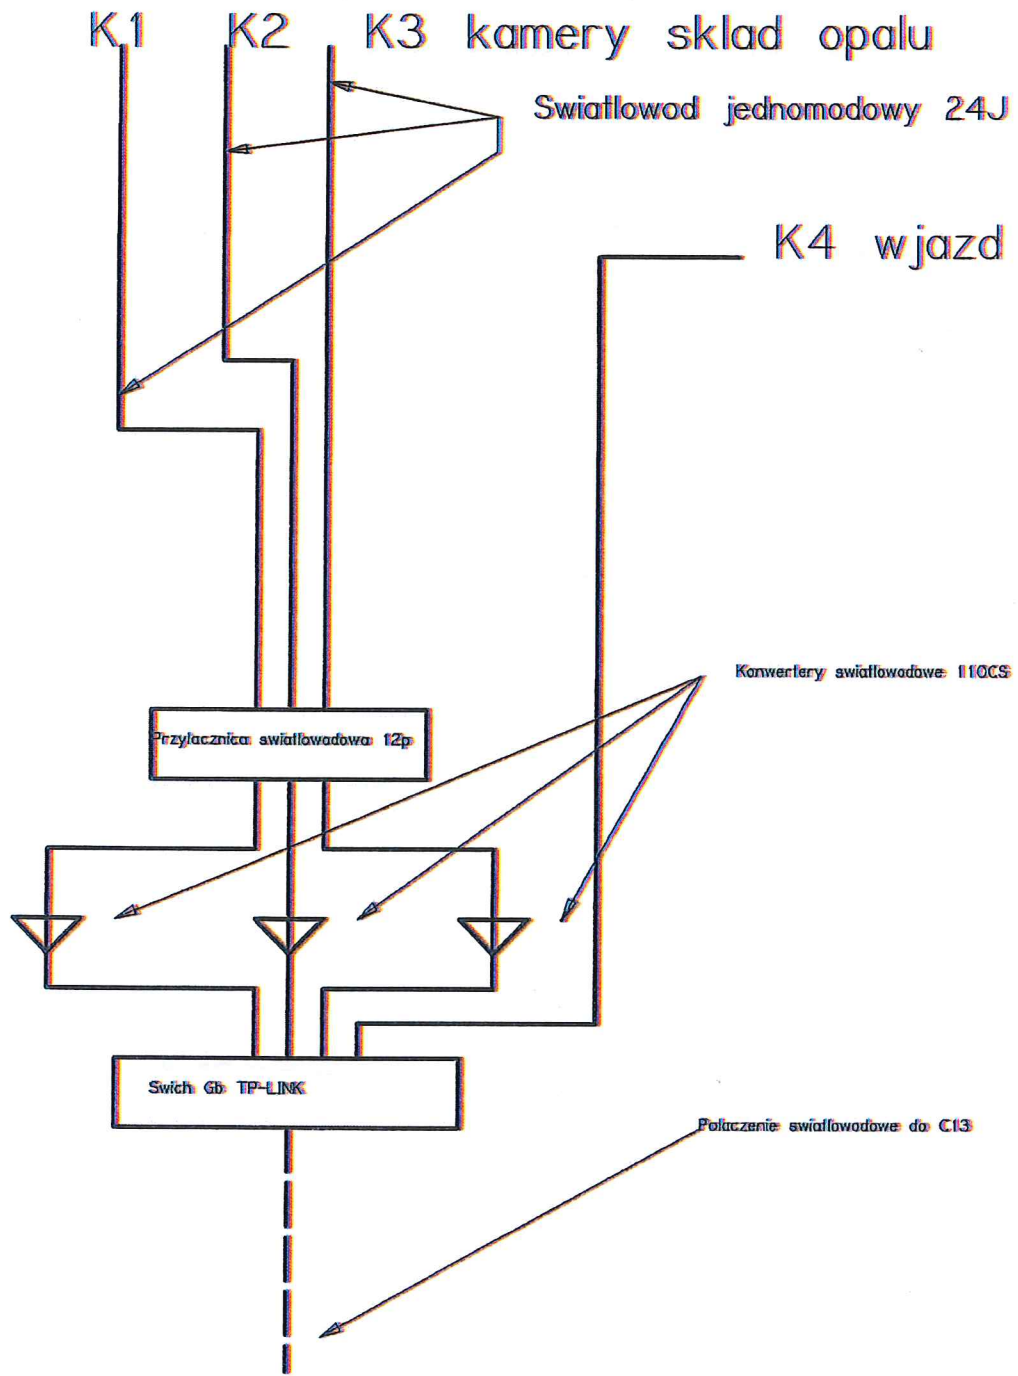 K1 K2 K3 kamery sklad opalu
Swiatlowod jednomodowy 24J
K4 wjazd
Konwertery swiatlowodowe 110CS
Przylacznica swiatlowodowa 12p
Swich Gb TP-LINK
Polaczenie swiatlowodowe do C13